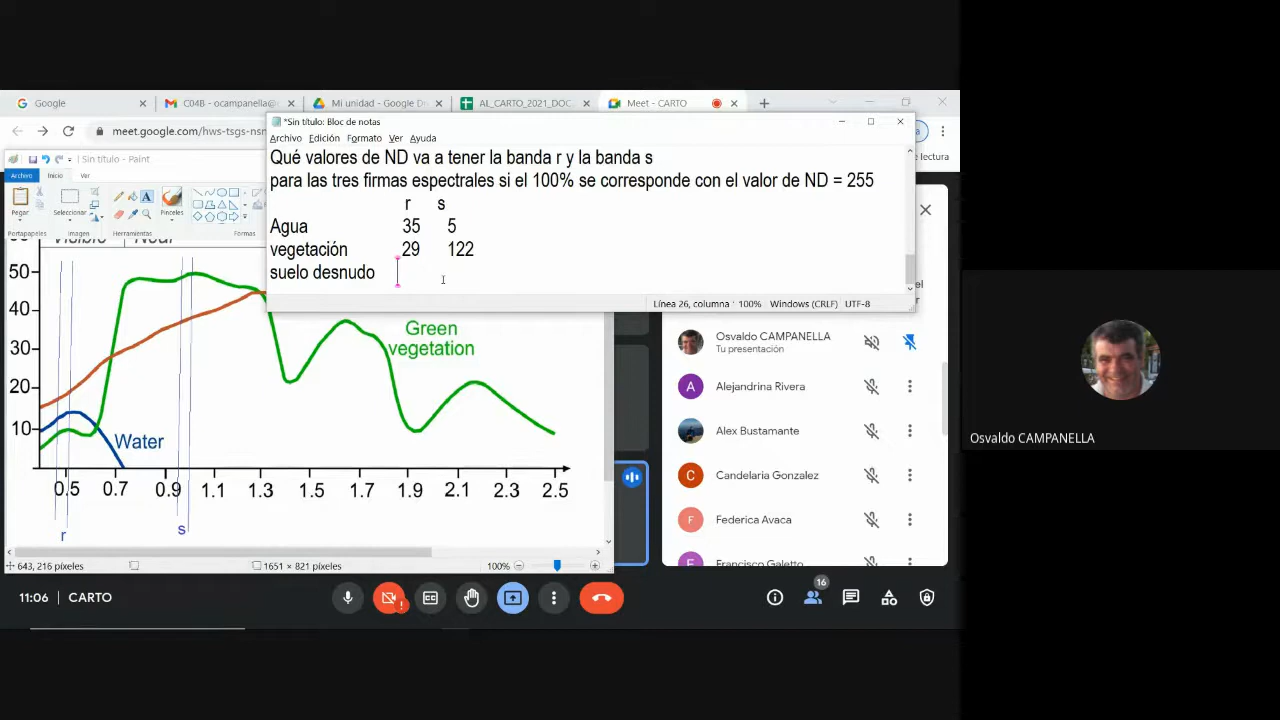 Google
C04B - ocampanella@
Mi unidad - Google D
AL_CARTO_2021_DOC
Meet - CARTO
meet.google.com/hws-tsgs-nsn
lectura
*Sin título: Bloc de notas
Archivo Edición Formato Ver Ayuda
Qué valores de ND va a tener la banda r y la banda s
para las tres firmas espectrales si el 100% se corresponde con el valor de ND = 255
r s
Agua 35 5
vegetación 29 122
suelo desnudo
Línea 26, columna 100% Windows (CRLF) UTF-8
Sin título - Paint
Archivo Inicio Ver
Pegar Seleccionar Pinceles
Portapapeles Imagen Herramientas Formas
Visible Near
50
30
20
10
Green
vegetation
Water
0.5 0.7 0.9 1.1 1.3 1.5 1.7 1.9 2.1 2.3 2.5
r s
643, 216 píxeles 1651 × 821 píxeles 100%
el
Osvaldo CAMPANELLA
Tu presentación
A Alejandrina Rivera
Alex Bustamante
C Candelaria Gonzalez
F Federica Avaca
Francisco Galetto
11:06 | CARTO
16
Osvaldo CAMPANELLA